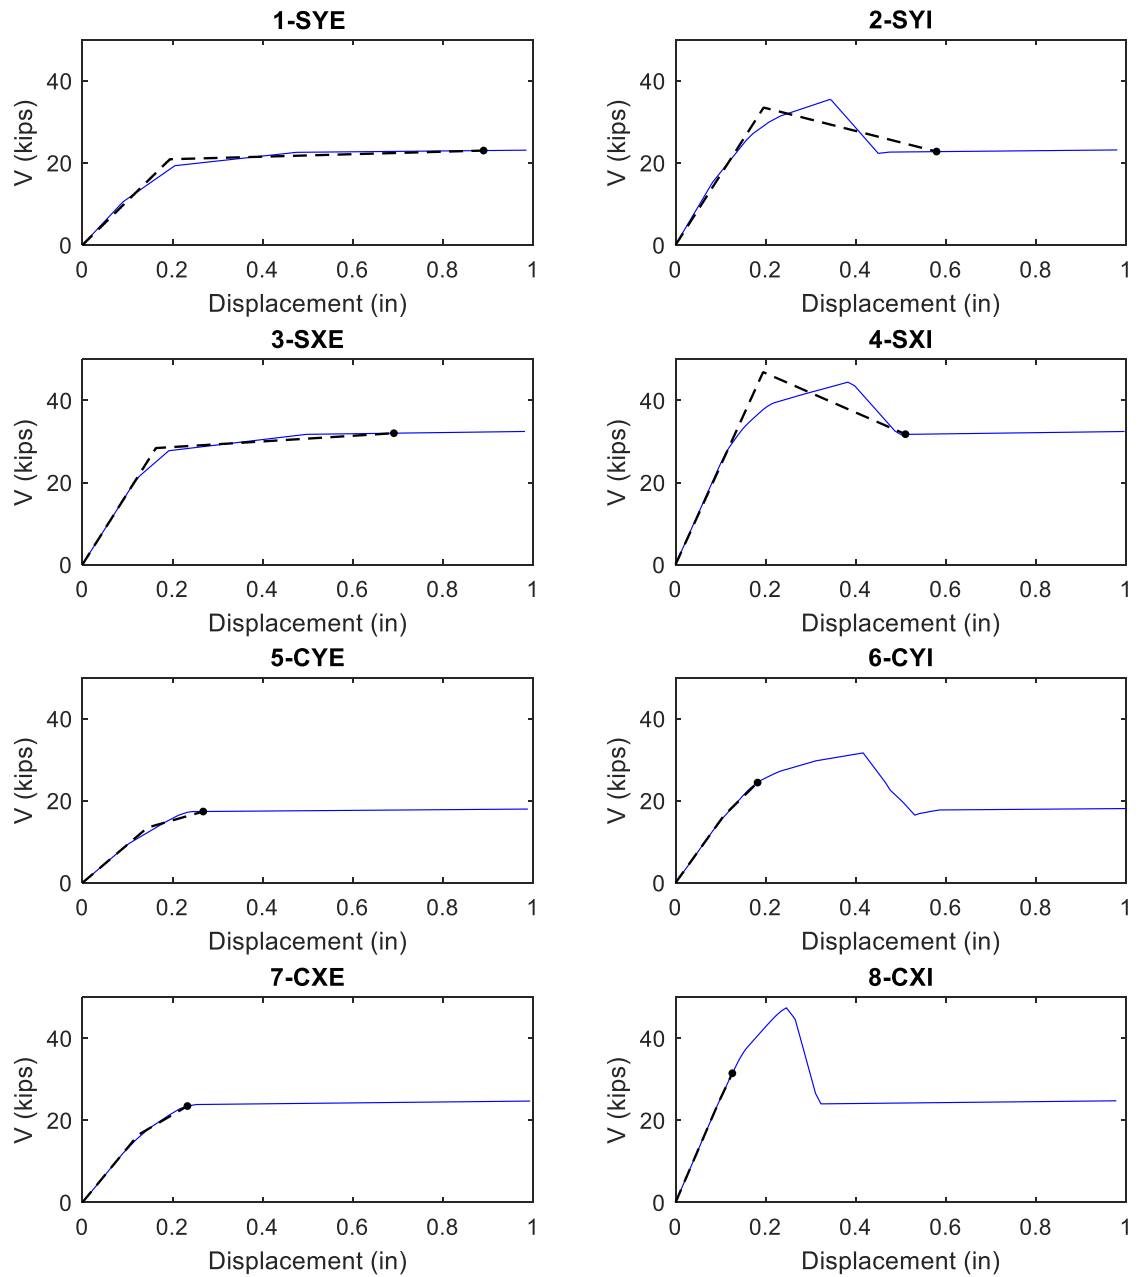 1-SYE
V (kips)
40
20
0
0 0.2 0.4 0.6 0.8 1
Displacement (in)
2-SYI
V (kips)
40
20
0
0 0.2 0.4 0.6 0.8 1
Displacement (in)
3-SXE
V (kips)
40
20
0
0 0.2 0.4 0.6 0.8 1
Displacement (in)
4-SXI
V (kips)
40
20
0
0 0.2 0.4 0.6 0.8 1
Displacement (in)
5-CYE
V (kips)
40
20
0
0 0.2 0.4 0.6 0.8 1
Displacement (in)
6-CYI
V (kips)
40
20
0
0 0.2 0.4 0.6 0.8 1
Displacement (in)
7-CXE
V (kips)
40
20
0
0 0.2 0.4 0.6 0.8 1
Displacement (in)
8-CXI
V (kips)
40
20
0
0 0.2 0.4 0.6 0.8 1
Displacement (in)